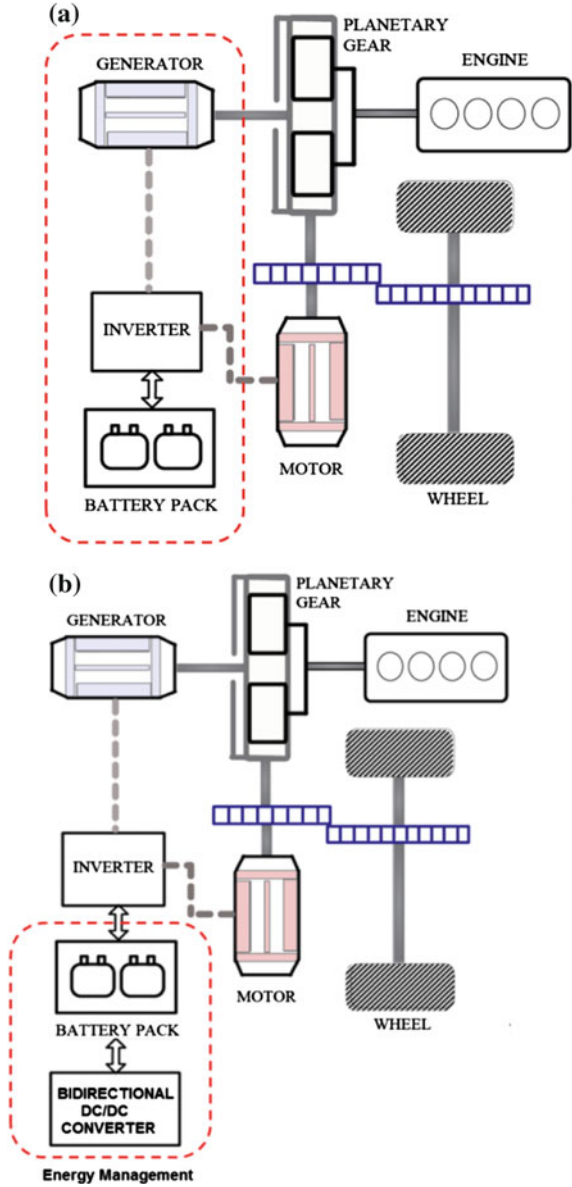 (a)
PLANETARY
GEAR
GENERATOR
ENGINE
INVERTER
MOTOR
BATTERY PACK
WHEEL
(b)
PLANETARY
GEAR
GENERATOR
ENGINE
INVERTER
MOTOR
BATTERY PACK
WHEEL
BIDIRECTIONAL
DC/DC
CONVERTER
Energy Management